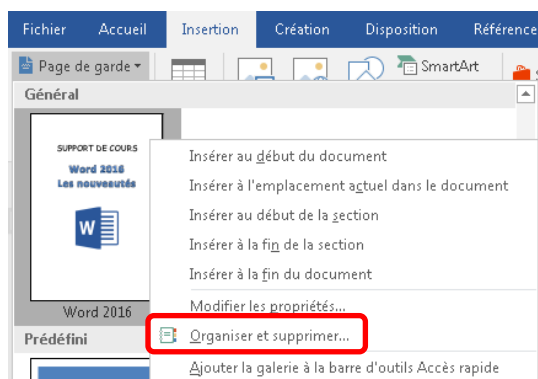 Fichier Accueil Insertion Création Disposition Référence
Page de garde SmartArt
Général
SUPPORT DE COURS
Word 2016
Les nouveautés
W
Word 2016
Insérer au début du document
Insérer à l'emplacement actuel dans le document
Insérer au début de la section
Insérer à la fin de la section
Insérer à la fin du document
Modifier les propriétés...
Organiser et supprimer...
Ajouter la galerie à la barre d'outils Accès rapide
Prédéfini